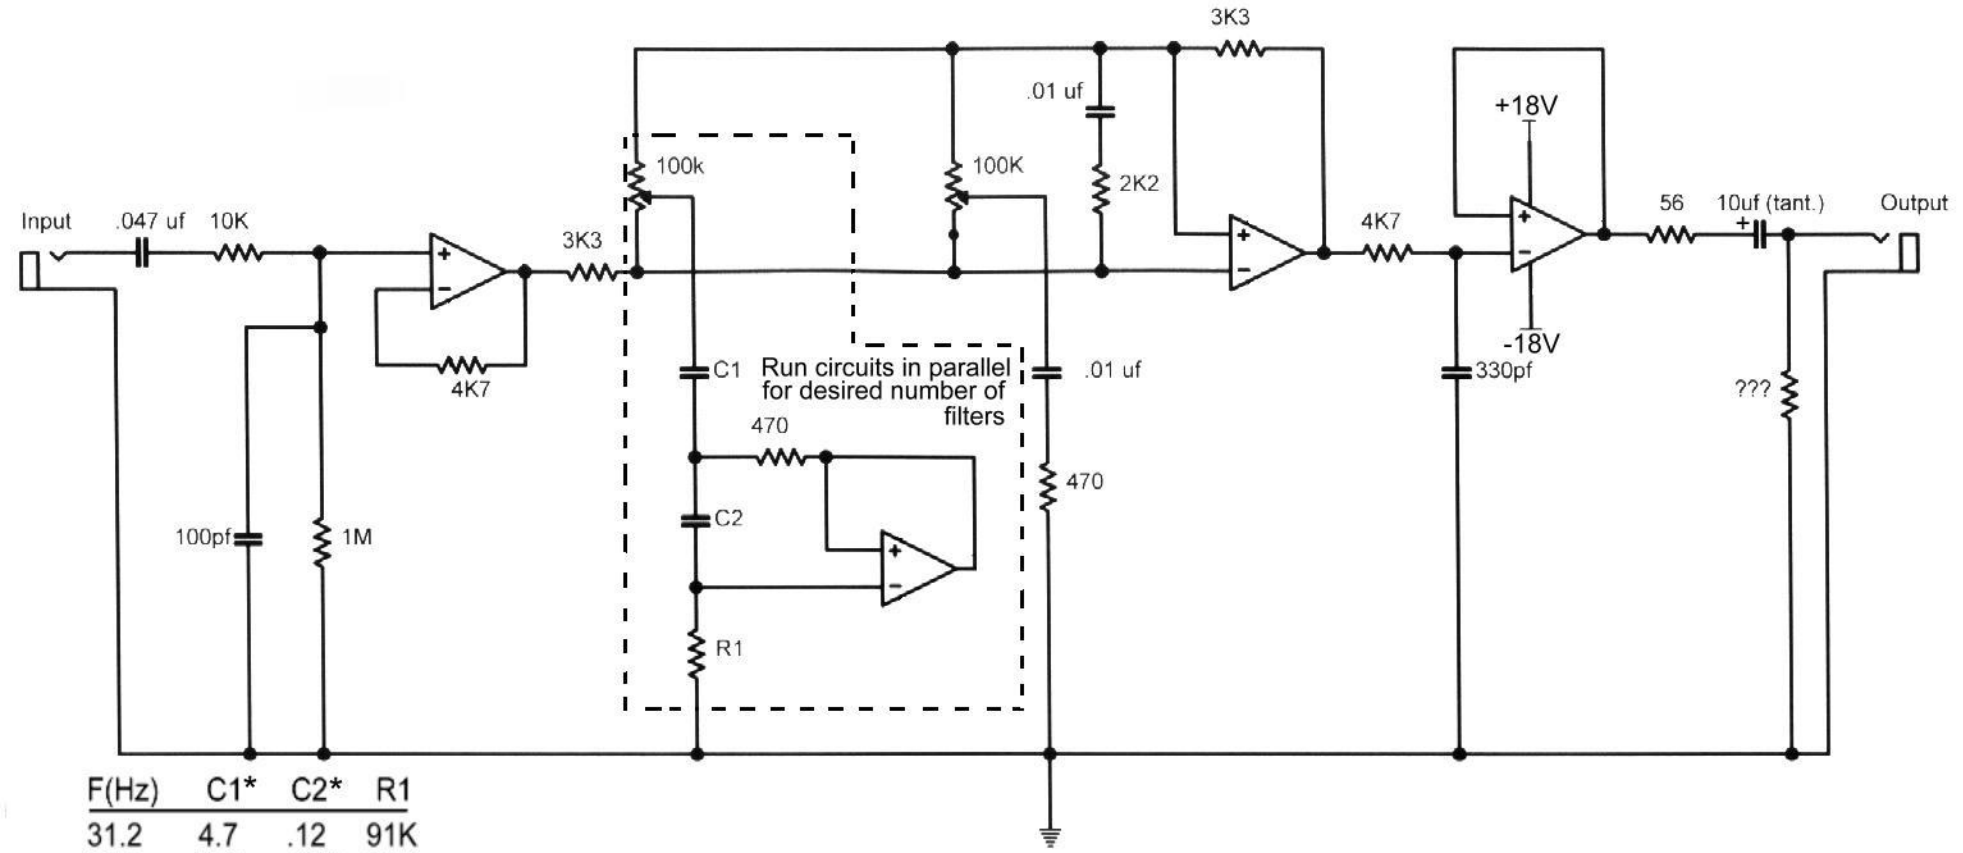 3K3
.01 uf
+18V
100k
100K
2K2
Input
.047 uf
10K
3K3
4K7
56
10uf (tant.)
+
Output
+
-
+
-
+
-
4K7
-18V
C1
Run circuits in parallel
for desired number of
filters
.01 uf
330pf
???
470
470
C2
100pf
1M
+
-
R1
F(Hz) C1* C2* R1
31.2 4.7 .12 91K